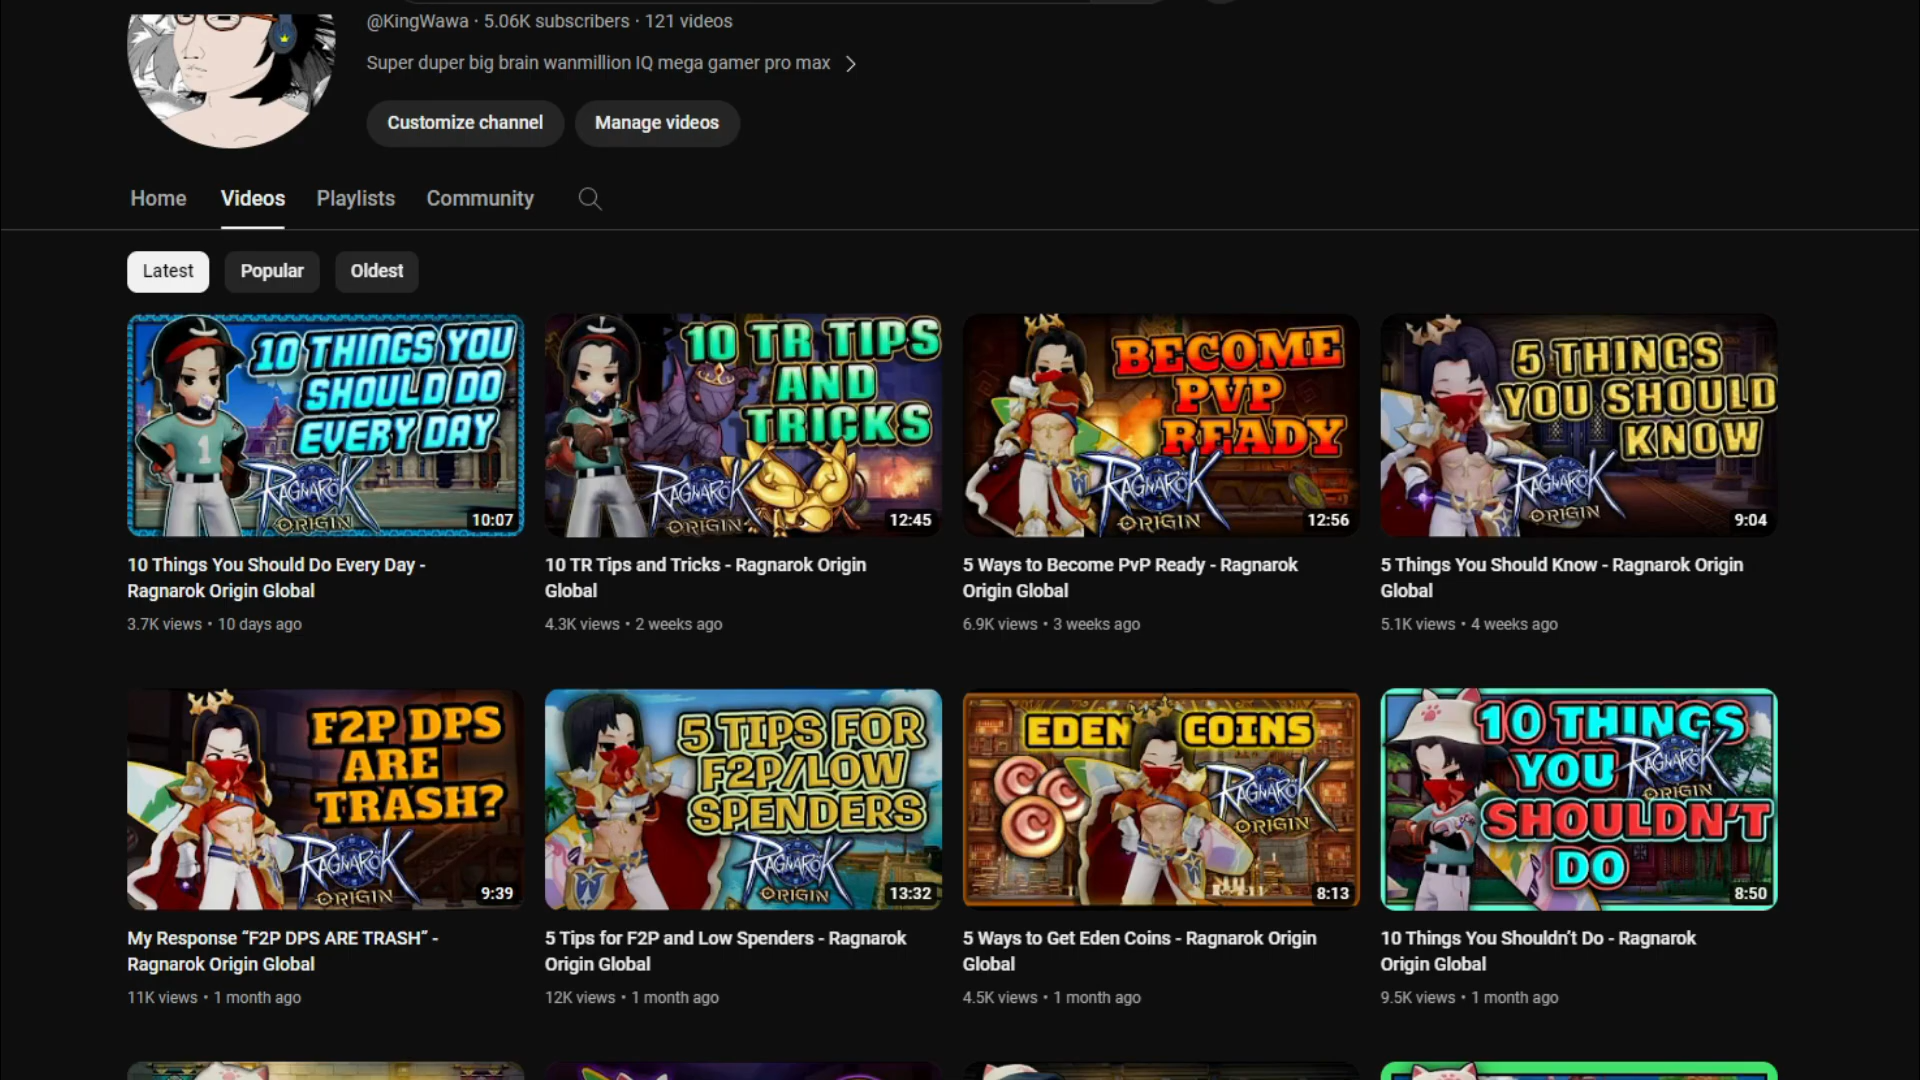 @KingWawa · 5.06K subscribers · 121 videos
Super duper big brain wanmillion IQ mega gamer pro max
Customize channel
Manage videos
Home
Videos
Playlists
Community
Latest
Popular
Oldest
10 THINGS YOU
SHOULD DO
EVERY DAY
RAGNAROK
ORIGIN
10:07
10 TR TIPS
AND
TRICKS
RAGNAROK
ORIGIN
12:45
BECOME
PVP
READY
RAGNAROK
ORIGIN
12:56
5 THINGS
YOU SHOULD
KNOW
RAGNAROK
ORIGIN
9:04
10 Things You Should Do Every Day -
Ragnarok Origin Global
3.7K views • 10 days ago
10 TR Tips and Tricks - Ragnarok Origin
Global
4.3K views • 2 weeks ago
5 Ways to Become PvP Ready - Ragnarok
Origin Global
6.9K views • 3 weeks ago
5 Things You Should Know - Ragnarok Origin
Global
5.1K views • 4 weeks ago
F2P DPS
ARE
TRASH?
RAGNAROK
ORIGIN
9:39
5 TIPS FOR
F2P/LOW
SPENDERS
RAGNAROK
ORIGIN
13:32
EDEN COINS
RAGNAROK
ORIGIN
8:13
10 THINGS
YOU
SHOULDN'T
DO
RAGNAROK
ORIGIN
8:50
My Response “F2P DPS ARE TRASH” -
Ragnarok Origin Global
11K views • 1 month ago
5 Tips for F2P and Low Spenders - Ragnarok
Origin Global
12K views • 1 month ago
5 Ways to Get Eden Coins - Ragnarok Origin
Global
4.5K views • 1 month ago
10 Things You Shouldn’t Do - Ragnarok
Origin Global
9.5K views • 1 month ago